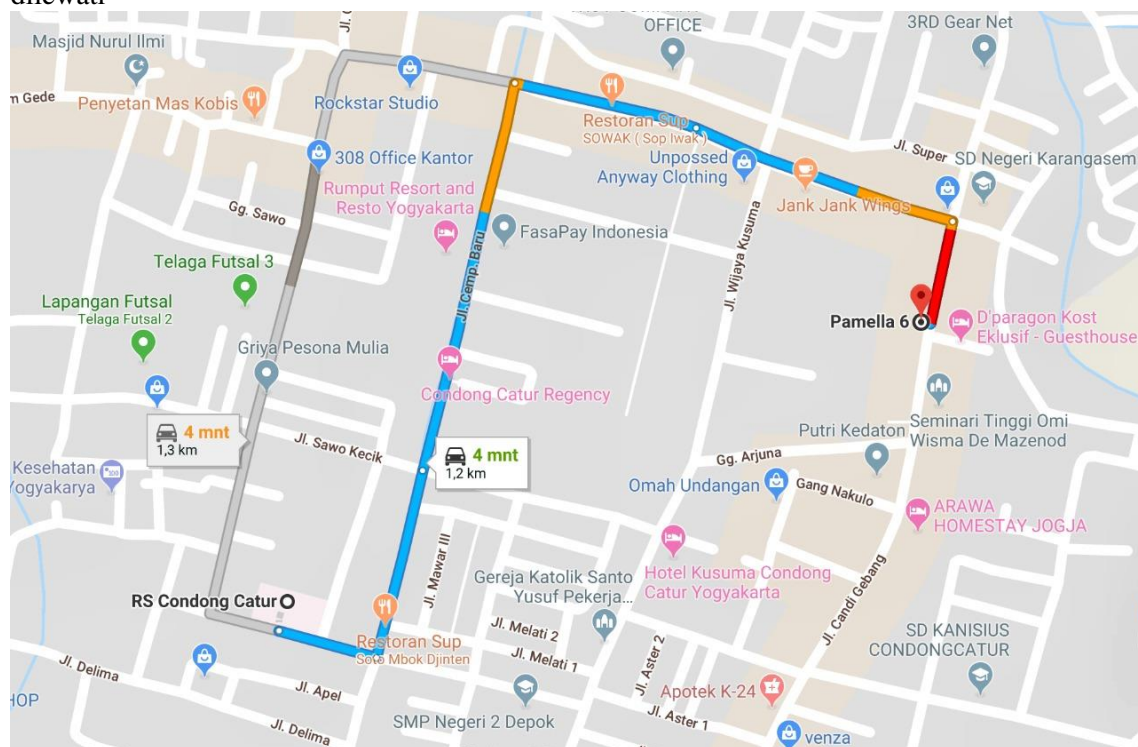 Masjid Nurul Ilmi
OFFICE
3RD Gear Net
m Gede
Penyetan Mas Kobis
Rockstar Studio
Restoran Sup
SOWAK ( Sop Iwak )
Jl. Super
SD Negeri Karangasem
308 Office Kantor
Unpossed
Anyway Clothing
Rumput Resort and
Resto Yogyakarta
Jank Jank Wings
Gg. Sawo
FasaPay Indonesia
Jl. Wijaya Kusuma
Telaga Futsal 3
Jl. Cemp. Baru
Lapangan Futsal
Telaga Futsal 2
Pamella 6
D'paragon Kost
Eklusif - Guesthouse
Griya Pesona Mulia
Condong Catur Regency
4 mnt
1,3 km
Jl. Sawo Kecik
4 mnt
1,2 km
Seminari Tinggi Omi
Wisma De Mazenod
Putri Kedaton
Gg. Arjuna
Kesehatan
Yogyakarya
Omah Undangan
Gang Nakulo
ARAWA
HOMESTAY JOGJA
Jl. Mawar III
Gereja Katolik Santo
Yusuf Pekerja...
Hotel Kusuma Condong
Catur Yogyakarta
Jl. Candi Gebang
RS Condong Catur
Restoran Sup
Soto Mbok Djinten
Jl. Melati 2
Jl. Melati 1
Jl. Aster 2
SD KANISIUS
CONDONGCATUR
Jl. Delima
Jl. Apel
Apotek K-24
HOP
Jl. Delima
SMP Negeri 2 Depok
Jl. Aster 1
venza